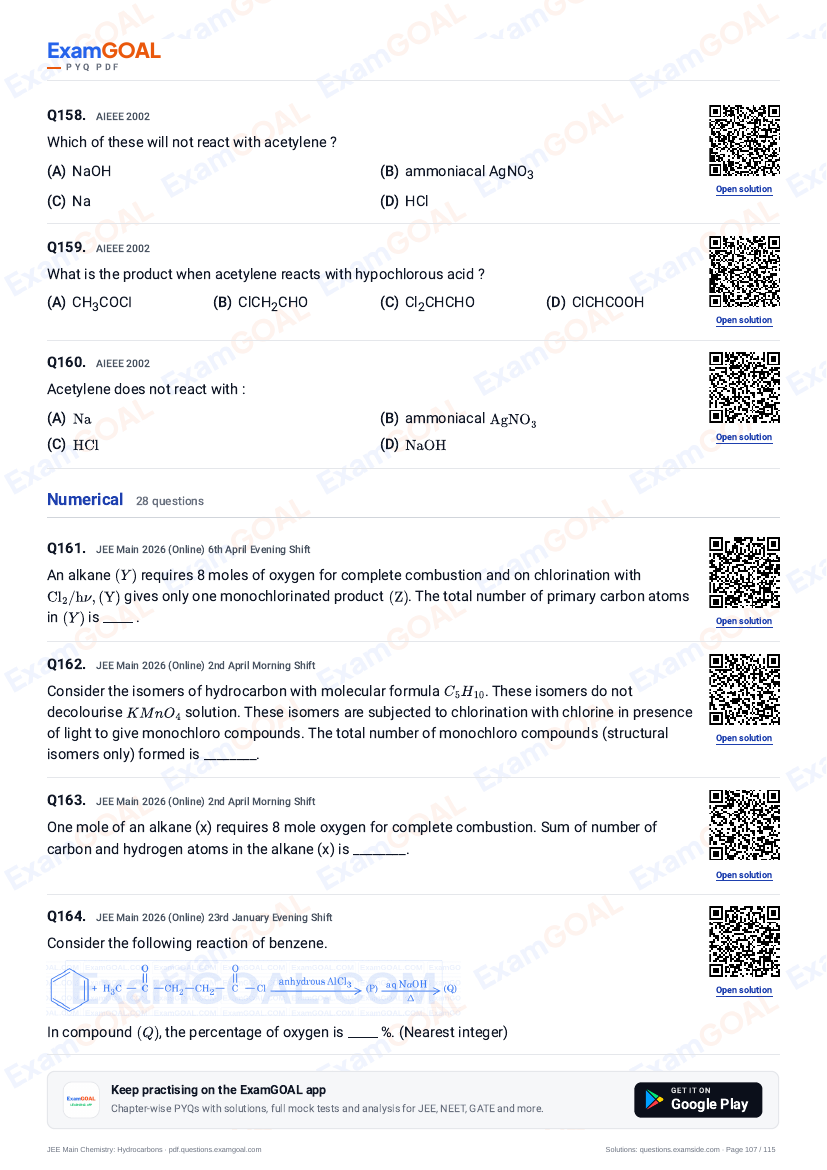 ExamGOAL
PYQ PDF
Q158. AIEEE 2002
Which of these will not react with acetylene ?
(A) NaOH
(B) ammoniacal AgNO3
(C) Na
(D) HCl
Open solution
Q159. AIEEE 2002
What is the product when acetylene reacts with hypochlorous acid ?
(A) CH3COCl (B) ClCH2CHO (C) Cl2CHCHO (D) ClCHCOOH
Open solution
Q160. AIEEE 2002
Acetylene does not react with :
(A) Na
(B) ammoniacal AgNO3
(C) HCl
(D) NaOH
Open solution
Numerical 28 questions
Q161. JEE Main 2026 (Online) 6th April Evening Shift
An alkane (Y) requires 8 moles of oxygen for complete combustion and on chlorination with
Cl2/hν, (Y) gives only one monochlorinated product (Z). The total number of primary carbon atoms
in (Y) is ____ .
Open solution
Q162. JEE Main 2026 (Online) 2nd April Morning Shift
Consider the isomers of hydrocarbon with molecular formula C5H10. These isomers do not
decolourise KMnO4 solution. These isomers are subjected to chlorination with chlorine in presence
of light to give monochloro compounds. The total number of monochloro compounds (structural
isomers only) formed is ________.
Open solution
Q163. JEE Main 2026 (Online) 2nd April Morning Shift
One mole of an alkane (x) requires 8 mole oxygen for complete combustion. Sum of number of
carbon and hydrogen atoms in the alkane (x) is ________.
Open solution
Q164. JEE Main 2026 (Online) 23rd January Evening Shift
Consider the following reaction of benzene.
O O
+ H3C — C —CH2—CH2— C —Cl anhydrous AlCl3 (P) aq NaOH (Q)
Δ
In compound (Q), the percentage of oxygen is ____ %. (Nearest integer)
Open solution
ExamGOAL
Keep practising on the ExamGOAL app
Chapter-wise PYQs with solutions, full mock tests and analysis for JEE, NEET, GATE and more.
GET IT ON
Google Play
JEE Main Chemistry: Hydrocarbons · pdf.questions.examgoal.com
Solutions: questions.examside.com · Page 107 / 115